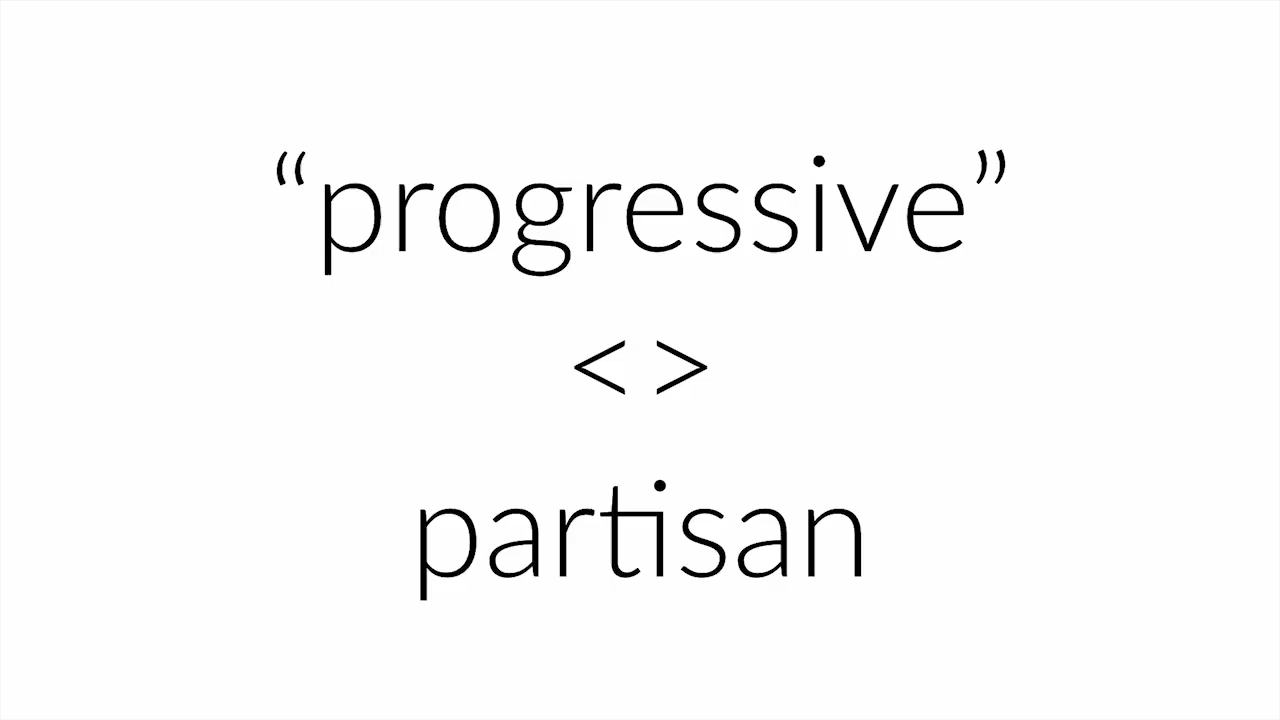 “progressive”
< >
partisan